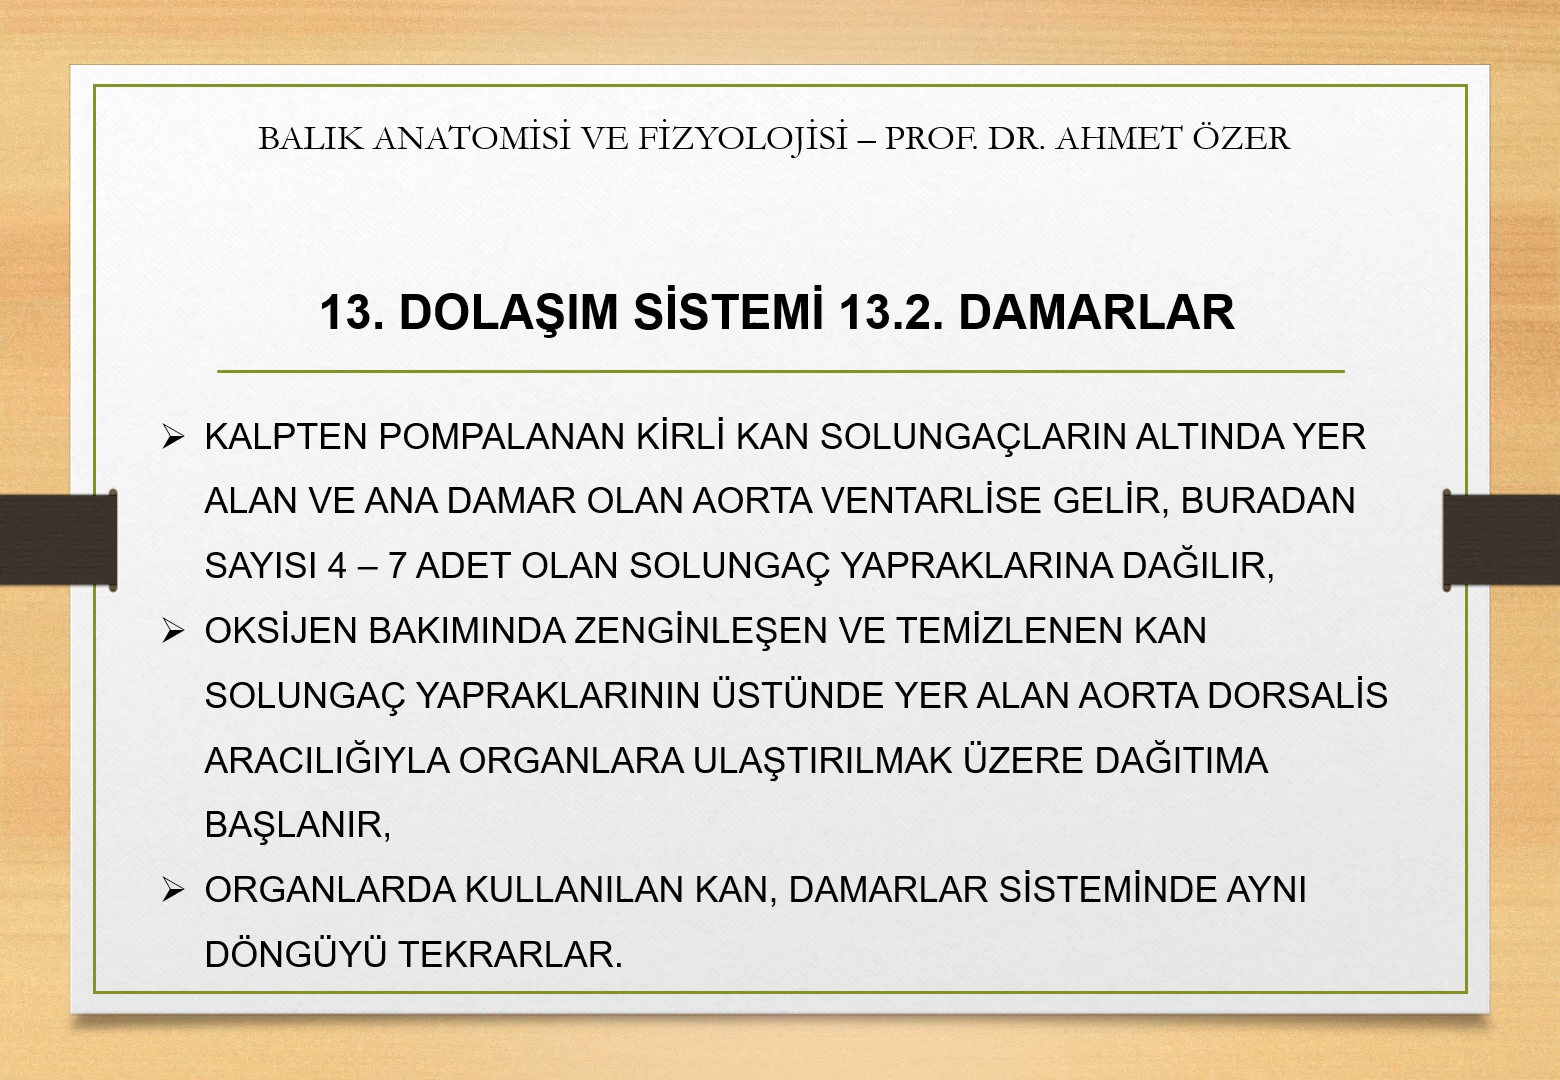 BALIK ANATOMİSİ VE FİZYOLOJİSİ – PROF. DR. AHMET ÖZER
13. DOLAŞIM SİSTEMİ 13.2. DAMARLAR
➢ KALPTEN POMPALANAN KİRLİ KAN SOLUNGAÇLARIN ALTINDA YER
ALAN VE ANA DAMAR OLAN AORTA VENTARLİSE GELİR, BURADAN
SAYISI 4 – 7 ADET OLAN SOLUNGAÇ YAPRAKLARINA DAĞILIR,
➢ OKSİJEN BAKIMINDA ZENGİNLEŞEN VE TEMİZLENEN KAN
SOLUNGAÇ YAPRAKLARININ ÜSTÜNDE YER ALAN AORTA DORSALİS
ARACILIĞIYLA ORGANLARA ULAŞTIRILMAK ÜZERE DAĞITIMA
BAŞLANIR,
➢ ORGANLARDA KULLANILAN KAN, DAMARLAR SİSTEMİNDE AYNI
DÖNGÜYÜ TEKRARLAR.